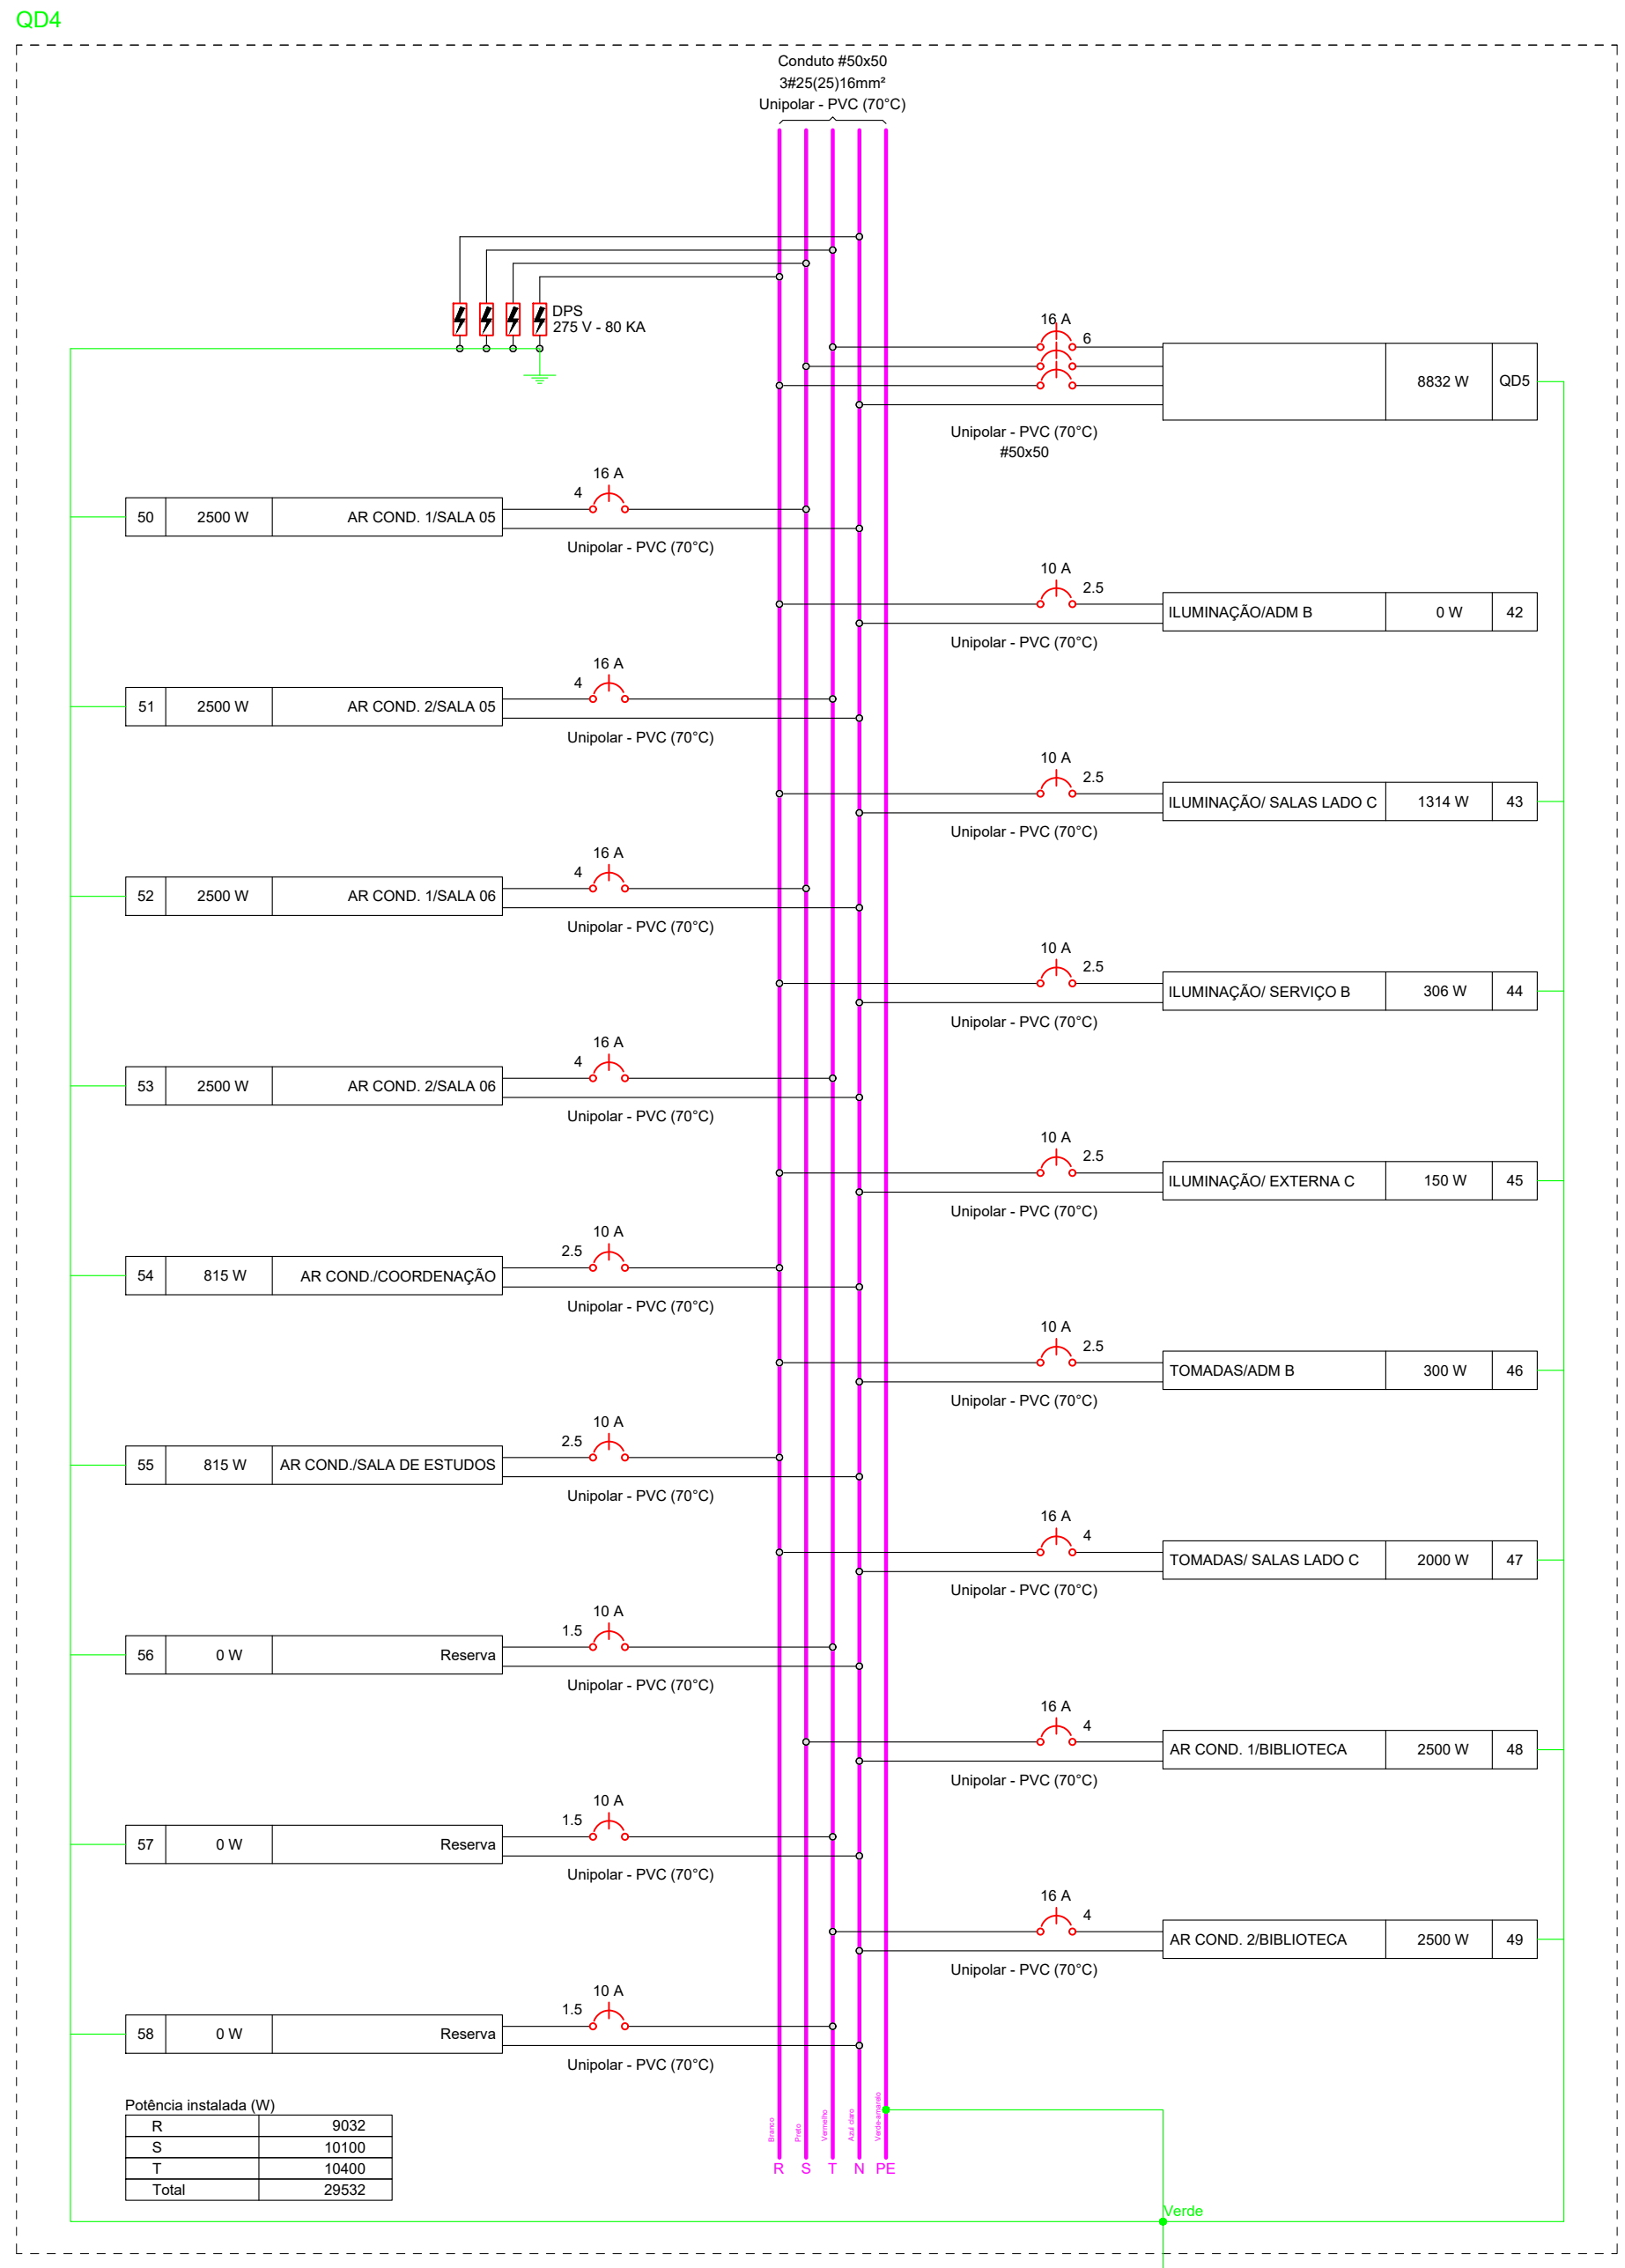 QD4
Conduto #50x50
3#25(25)16mm²
Unipolar - PVC (70°C)
DPS
275 V - 80 KA
16 A
6
8832 W QD5
Unipolar - PVC (70°C)
#50x50
16 A
4
50 2500 W AR COND. 1/SALA 05
Unipolar - PVC (70°C)
10 A
2.5
ILUMINAÇÃO/ADM B 0 W 42
Unipolar - PVC (70°C)
16 A
4
51 2500 W AR COND. 2/SALA 05
Unipolar - PVC (70°C)
10 A
2.5
ILUMINAÇÃO/ SALAS LADO C 1314 W 43
Unipolar - PVC (70°C)
16 A
4
52 2500 W AR COND. 1/SALA 06
Unipolar - PVC (70°C)
10 A
2.5
ILUMINAÇÃO/ SERVIÇO B 306 W 44
Unipolar - PVC (70°C)
16 A
4
53 2500 W AR COND. 2/SALA 06
Unipolar - PVC (70°C)
10 A
2.5
ILUMINAÇÃO/ EXTERNA C 150 W 45
Unipolar - PVC (70°C)
10 A
2.5
54 815 W AR COND./COORDENAÇÃO
Unipolar - PVC (70°C)
10 A
2.5
TOMADAS/ADM B 300 W 46
Unipolar - PVC (70°C)
10 A
2.5
55 815 W AR COND./SALA DE ESTUDOS
Unipolar - PVC (70°C)
16 A
4
TOMADAS/ SALAS LADO C 2000 W 47
Unipolar - PVC (70°C)
10 A
1.5
56 0 W Reserva
Unipolar - PVC (70°C)
16 A
4
AR COND. 1/BIBLIOTECA 2500 W 48
Unipolar - PVC (70°C)
10 A
1.5
57 0 W Reserva
Unipolar - PVC (70°C)
16 A
4
AR COND. 2/BIBLIOTECA 2500 W 49
Unipolar - PVC (70°C)
10 A
1.5
58 0 W Reserva
Unipolar - PVC (70°C)
Potência instalada (W)
R 9032
S 10100
T 10400
Total 29532
Branco
Preto
Vermelho
Azul claro
Verde-amarelo
R S T N PE
Verde